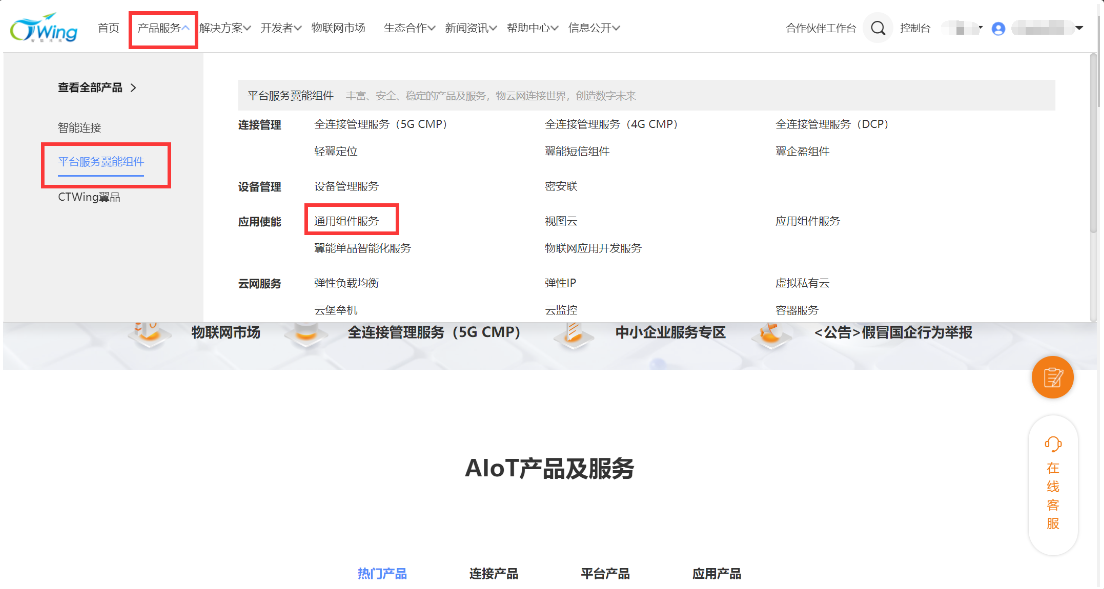 CTWing 首页 产品服务 解决方案 开发者 物联网市场 生态合作 新闻资讯 帮助中心 信息公开 合作伙伴工作台 控制台
查看全部产品
智能连接
平台服务翼能组件
CTWing翼品
平台服务翼能组件 丰富、安全、稳定的产品及服务，物云网连接世界，创造数字未来
连接管理 全连接管理服务（5G CMP） 全连接管理服务（4G CMP） 全连接管理服务（DCP）
轻翼定位 翼能短信组件 翼企盈组件
设备管理 设备管理服务 密安联
应用使能 通用组件服务 视图云 应用组件服务
翼能单品智能化服务 物联网应用开发服务
云网服务 弹性负载均衡 弹性IP 虚拟私有云
云堡垒机 云监控 容器服务
物联网市场 全连接管理服务（5G CMP） 中小企业服务专区 <公告>假冒国企行为举报
在线客服
AIoT产品及服务
热门产品 连接产品 平台产品 应用产品